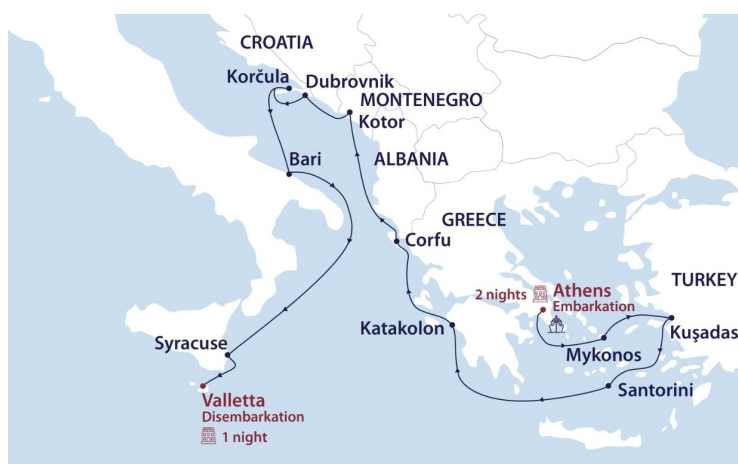 CROATIA
Korčula
Dubrovnik
MONTENEGRO
Kotor
Bari
ALBANIA
GREECE
Corfu
TURKEY
2 nights
Athens
Embarkation
Katakolon
Kuşadas
Mykonos
Syracuse
Santorini
Valletta
Disembarkation
1 night